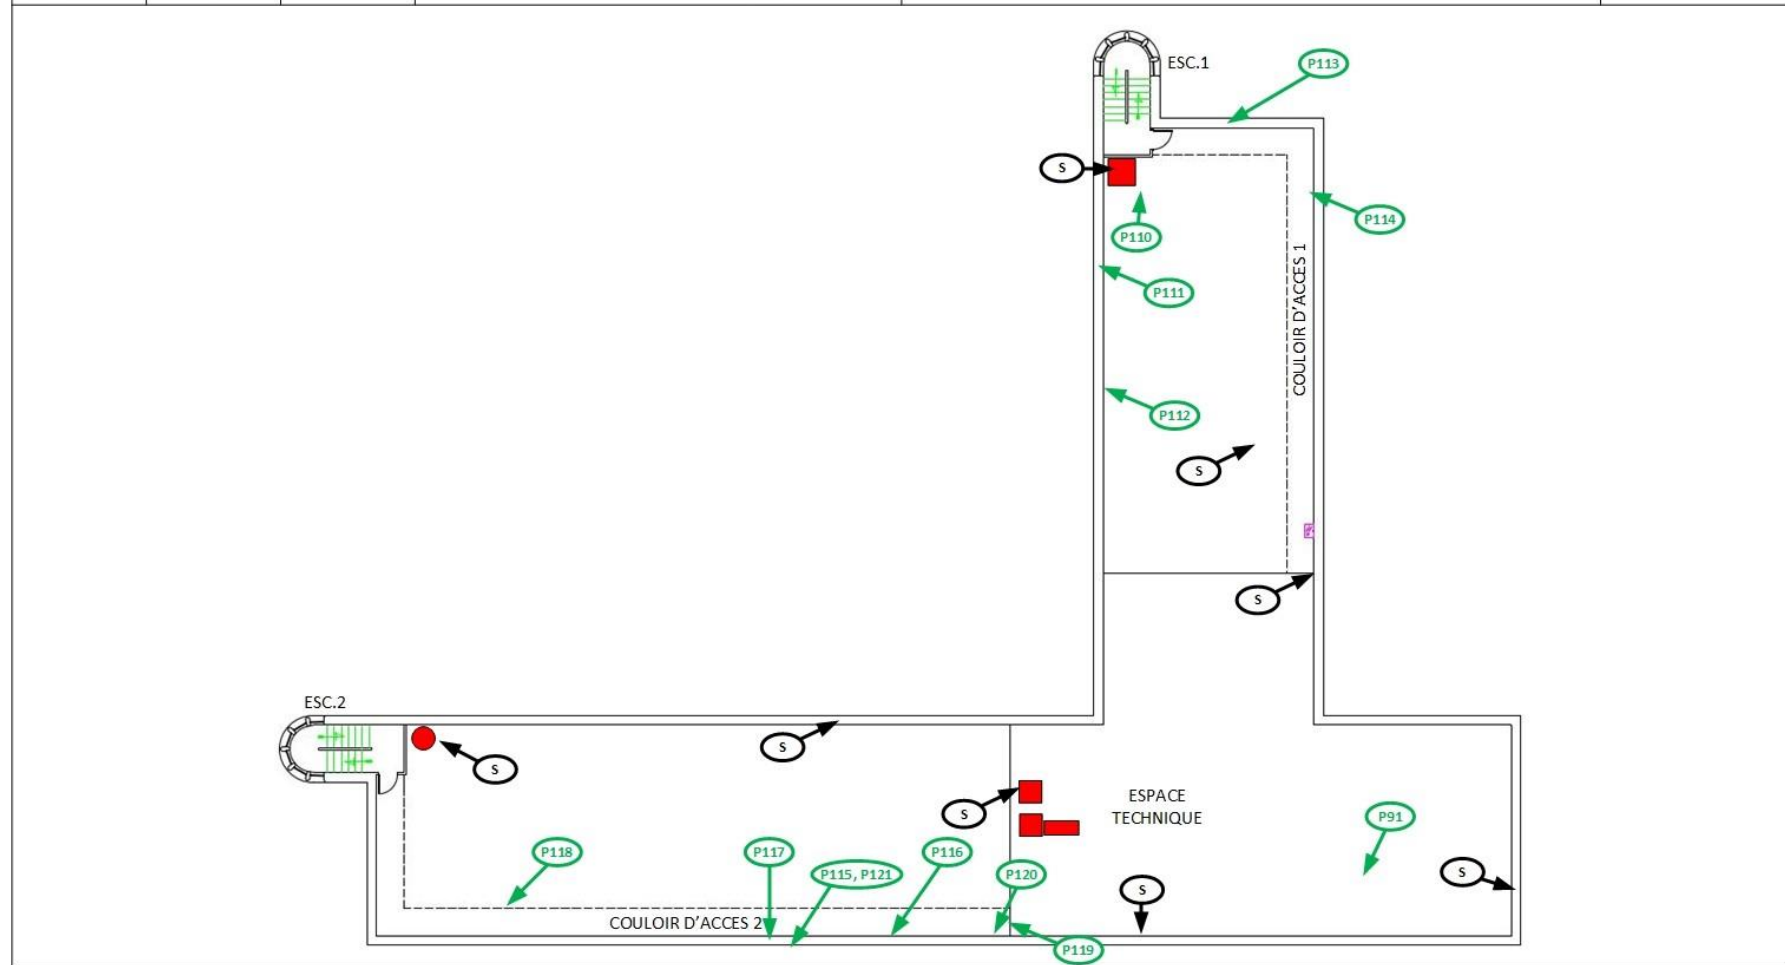 ESC.1
P113
S
P114
P110
COULOIR D'ACCES 1
P111
P112
S
S
ESC.2
S
S
S
ESPACE
TECHNIQUE
P91
P118
P117
P116
P115, P121
P120
S
S
COULOIR D'ACCES 2
P119